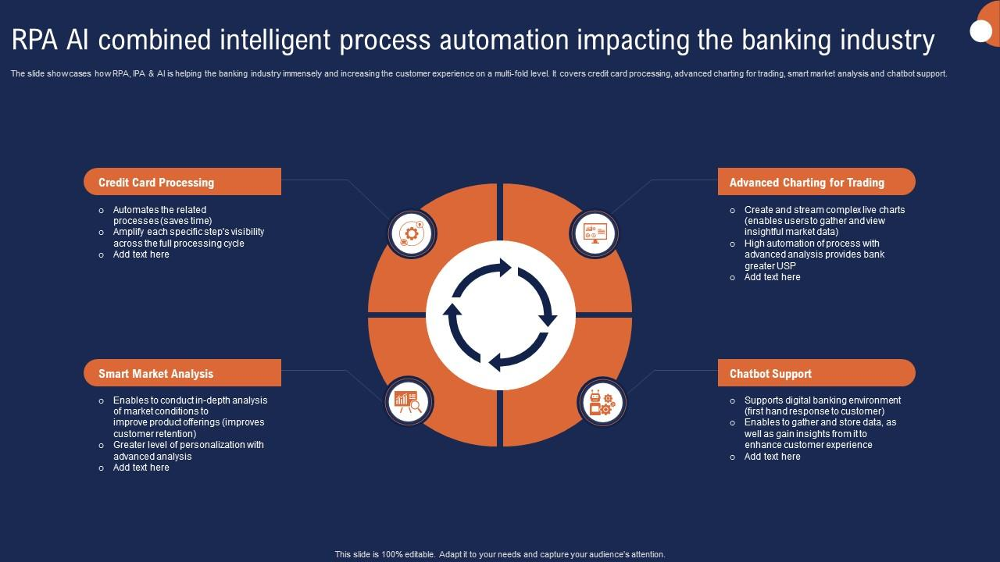 RPA AI combined intelligent process automation impacting the banking industry
The slide showcases how RPA, IPA & AI is helping the banking industry immensely and increasing the customer experience on a multi-fold level. It covers credit card processing, advanced charting for trading, smart market analysis and chatbot support.
Credit Card Processing
o Automates the related
processes (saves time)
o Amplify each specific step's visibility
across the full processing cycle
o Add text here
Advanced Charting for Trading
o Create and stream complex live charts
(enables users to gather and view
insightful market data)
o High automation of process with
advanced analysis provides bank
greater USP
o Add text here
Smart Market Analysis
o Enables to conduct in-depth analysis
of market conditions to
improve product offerings (improves
customer retention)
o Greater level of personalization with
advanced analysis
o Add text here
Chatbot Support
o Supports digital banking environment
(first hand response to customer)
o Enables to gather and store data, as
well as gain insights from it to
enhance customer experience
o Add text here
This slide is 100% editable. Adapt it to your needs and capture your audience's attention.